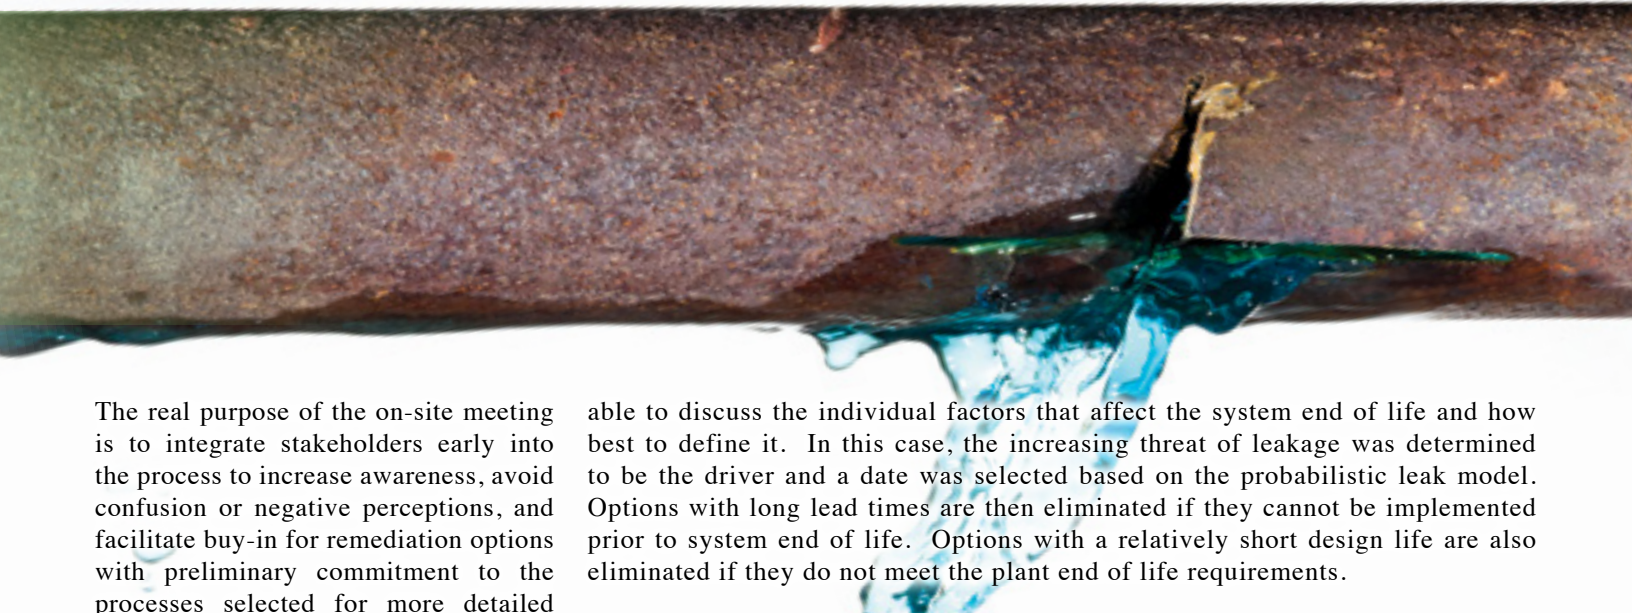 The real purpose of the on-site meeting
is to integrate stakeholders early into
the process to increase awareness, avoid
confusion or negative perceptions, and
facilitate buy-in for remediation options
with preliminary commitment to the
processes selected for more detailed
able to discuss the individual factors that affect the system end of life and how
best to define it. In this case, the increasing threat of leakage was determined
to be the driver and a date was selected based on the probabilistic leak model.
Options with long lead times are then eliminated if they cannot be implemented
prior to system end of life. Options with a relatively short design life are also
eliminated if they do not meet the plant end of life requirements.